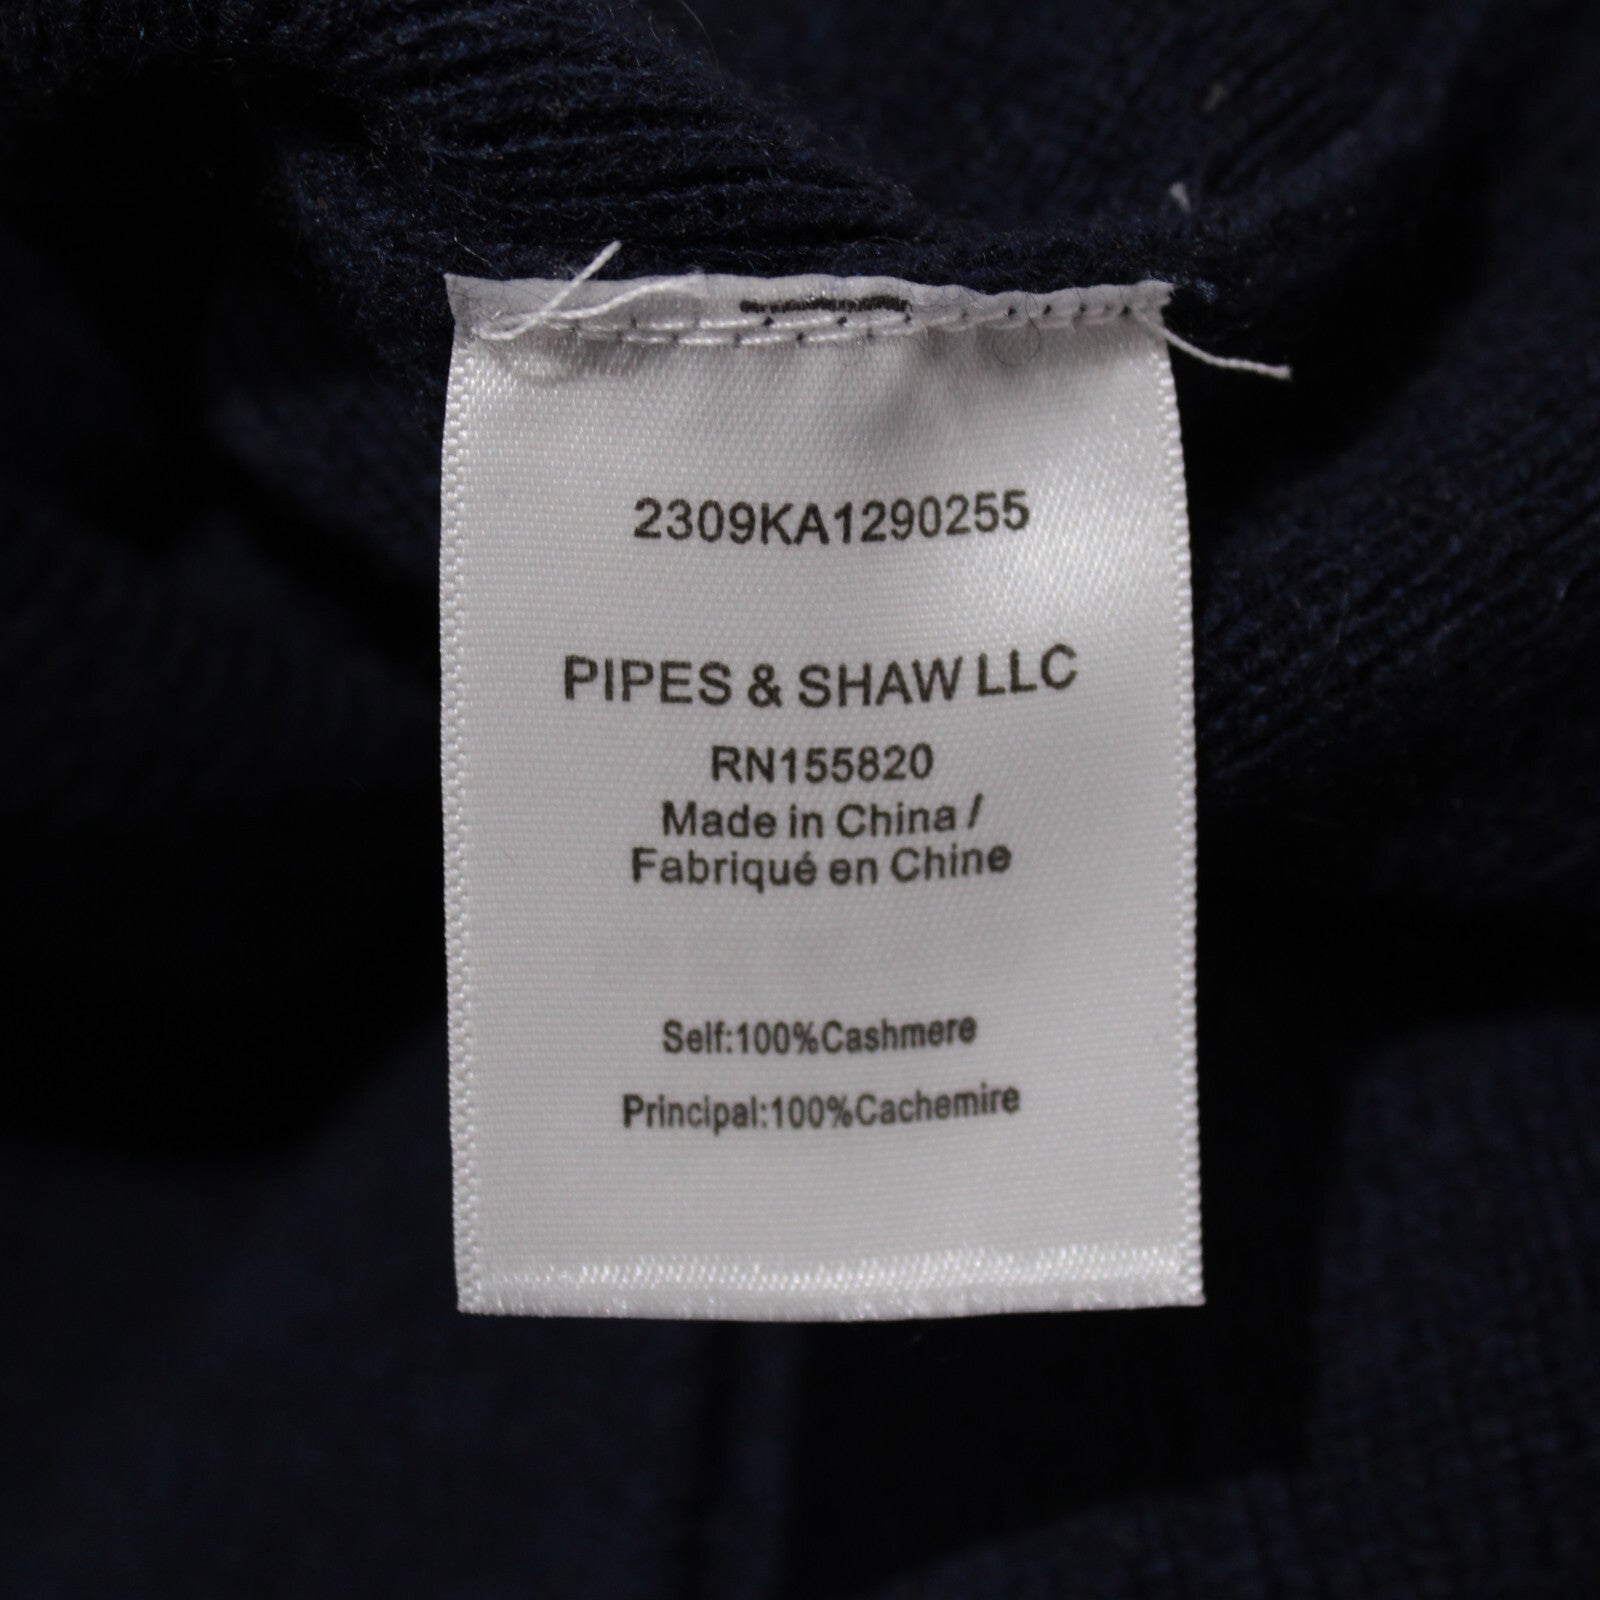 2309KA1290255
PIPES & SHAW LLC
RN155820
Made in China /
Fabriqué en Chine
Self:100%Cashmere
Principal:100%Cachemire